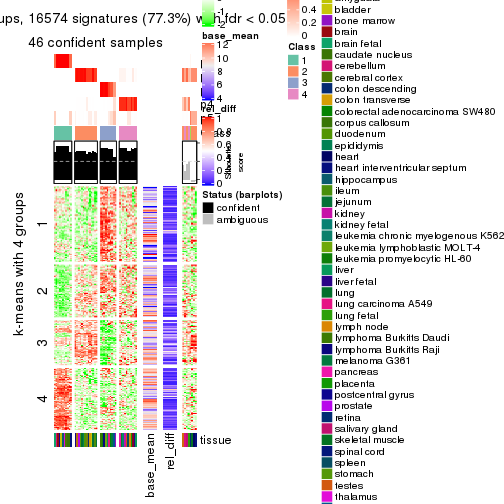 ups, 16574 signatures (77.3%) with fdr < 0.05
46 confident samples
k-means with 4 groups
1
2
3
4
base_mean
rel_diff
tissue
-2
base_mean
12
10
8
6
4
rel_diff
1
0.8
0.6
0.4
0.2
0
score
Status (barplots)
confident
ambiguous
0.4
0.2
0
Class
1
2
3
4
bladder
bone marrow
brain
brain fetal
caudate nucleus
cerebellum
cerebral cortex
colon descending
colon transverse
colorectal adenocarcinoma SW480
corpus callosum
duodenum
epididymis
heart
heart interventricular septum
hippocampus
ileum
jejunum
kidney
kidney fetal
leukemia chronic myelogenous K562
leukemia lymphoblastic MOLT-4
leukemia promyelocytic HL-60
liver
liver fetal
lung
lung carcinoma A549
lung fetal
lymph node
lymphoma Burkitts Daudi
lymphoma Burkitts Raji
melanoma G361
pancreas
placenta
postcentral gyrus
prostate
retina
salivary gland
skeletal muscle
spinal cord
spleen
stomach
testes
thalamus